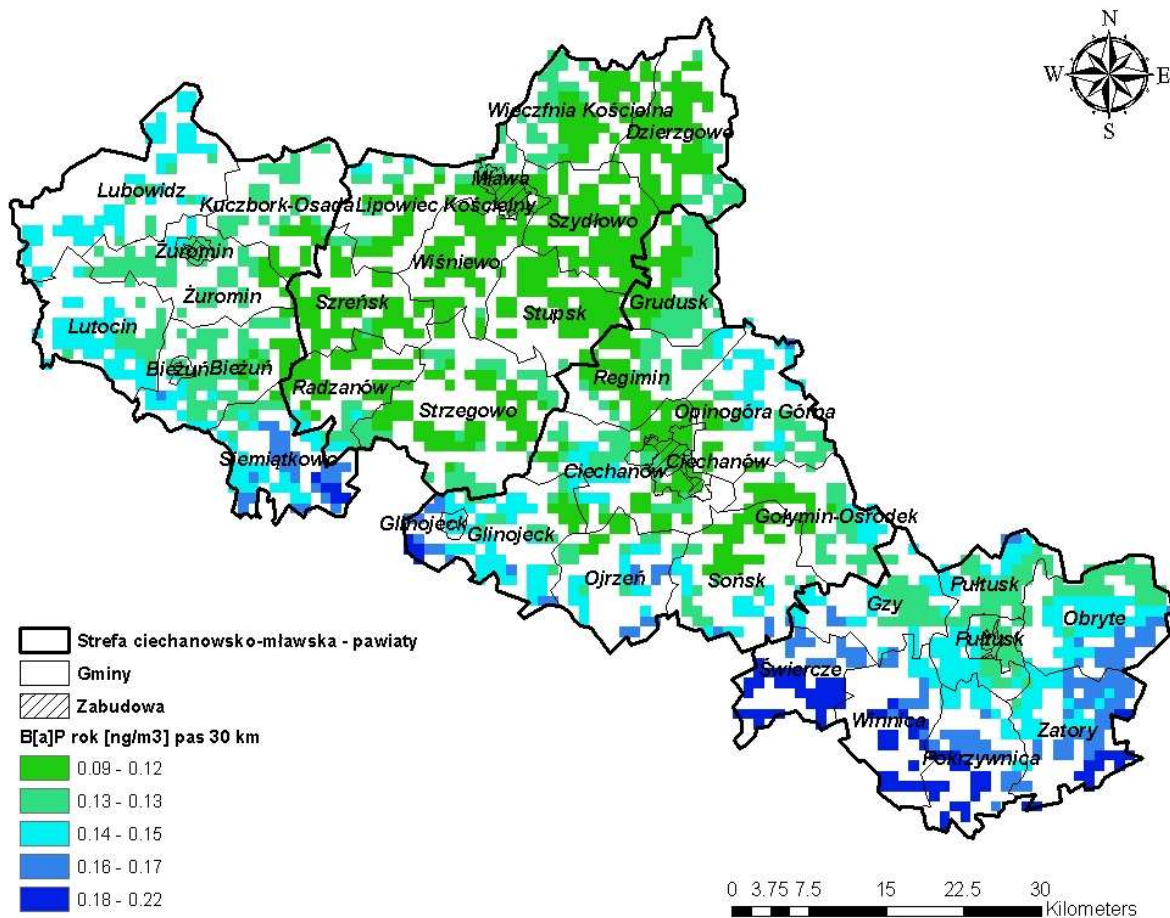 N
W E
S
Wieczfnia Kościelna
Dzierzgowo
Mława
Lubowidz
Kuczbork-Osada
Lipowiec Kościelny
Szydłowo
Żuromin
Wiśniewo
Żuromin
Szreńsk
Stupsk
Grudusk
Lutocin
Bieżuń
Bieżuń
Radzanów
Regimin
Strzegowo
Opinogóra Górna
Siemiątkowo
Ciechanów
Ciechanów
Glinojeck
Glinojeck
Gołymin-Ośrodek
Ojrzeń
Sońsk
Gzy
Pułtusk
Obryte
Pułtusk
Świercze
Winnica
Zatory
Pokrzywnica
Strefa ciechanowsko-mławska - pawiaty
Gminy
Zabudowa
B[a]P rok [ng/m3] pas 30 km
0.09 - 0.12
0.13 - 0.13
0.14 - 0.15
0.16 - 0.17
0.18 - 0.22
0 3.75 7.5 15 22.5 30
Kilometers